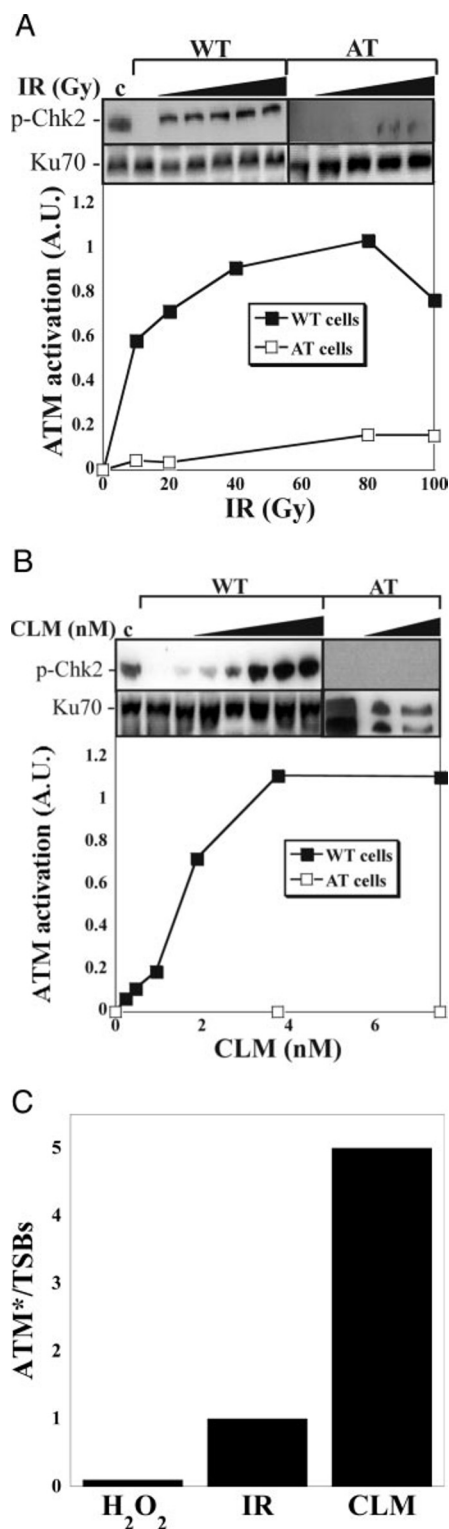 A
WT AT
IR (Gy) c
p-Chk2 -
Ku70 -
ATM activation (A.U.)
1.2
1
0.8
0.6
0.4
0.2
0
WT cells
AT cells
0 20 40 60 80 100
IR (Gy)
B
WT AT
CLM (nM) c
p-Chk2 -
Ku70 -
ATM activation (A.U.)
1.2
1
0.8
0.6
0.4
0.2
0
WT cells
AT cells
0 2 4 6
CLM (nM)
C
ATM*/TSBs
5
4
3
2
1
0
H2O2 IR CLM